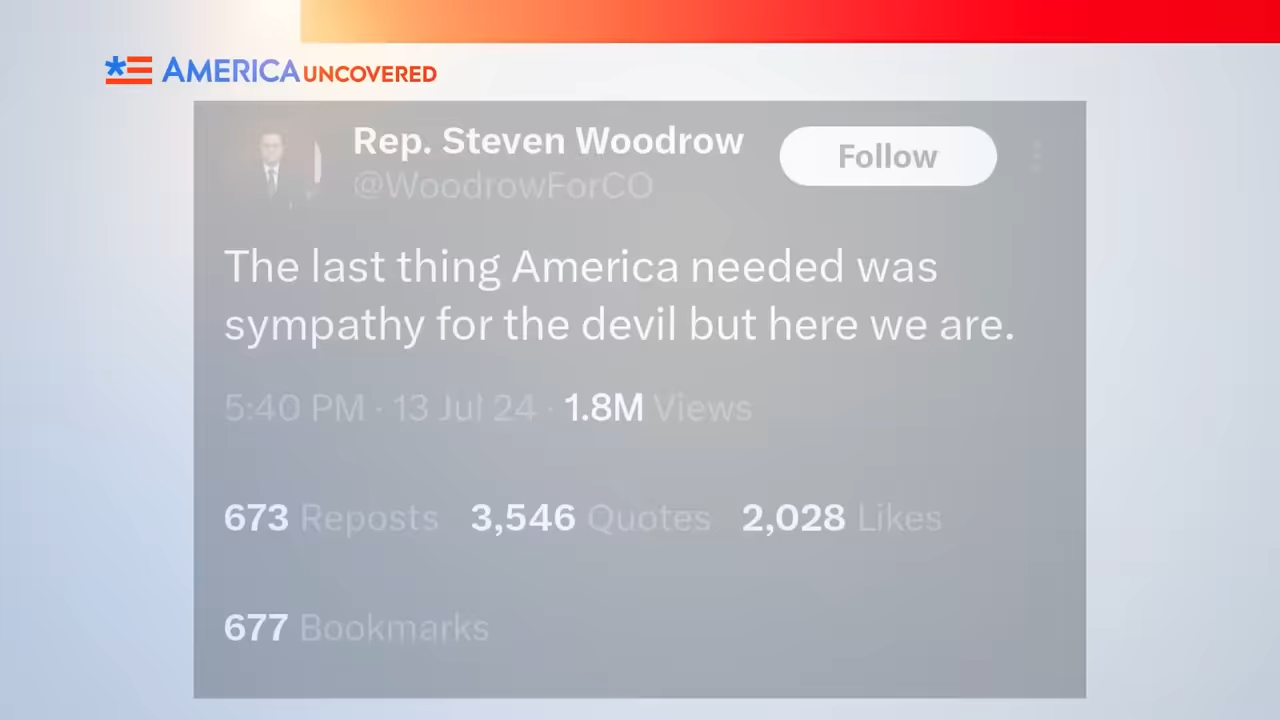 AMERICA UNCOVERED
Rep. Steven Woodrow
Follow
@WoodrowForCO
The last thing America needed was
sympathy for the devil but here we are.
5:40 PM · 13 Jul 24 · 1.8M Views
673 Reposts 3,546 Quotes 2,028 Likes
677 Bookmarks